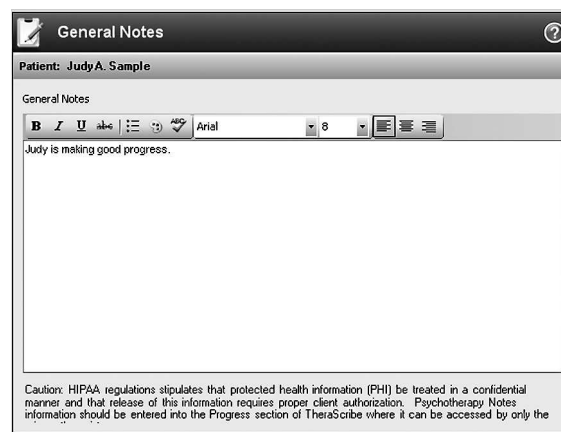 General Notes
Patient: Judy A. Sample
General Notes
B I U abc ABC Arial 8
Judy is making good progress.
Caution: HIPAA regulations stipulates that protected health information (PHI) be treated in a confidential
manner and that release of this information requires proper client authorization. Psychotherapy Notes
information should be entered into the Progress section of TheraScribe where it can be accessed by only the